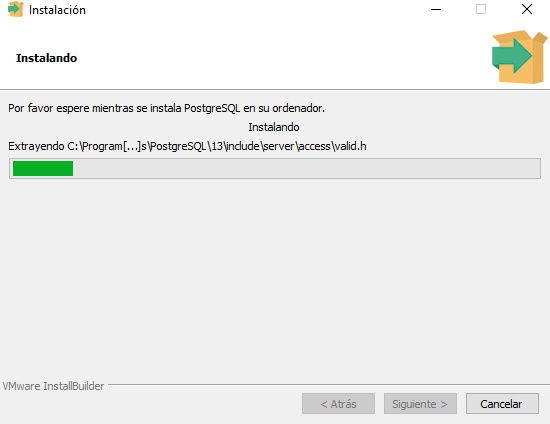 Instalación
Instalando
Por favor espere mientras se instala PostgreSQL en su ordenador.
Instalando
Extrayendo C:\Program[...]s\PostgreSQL\13\include\server\access\valid.h
VMware InstallBuilder
< Atrás
Siguiente >
Cancelar